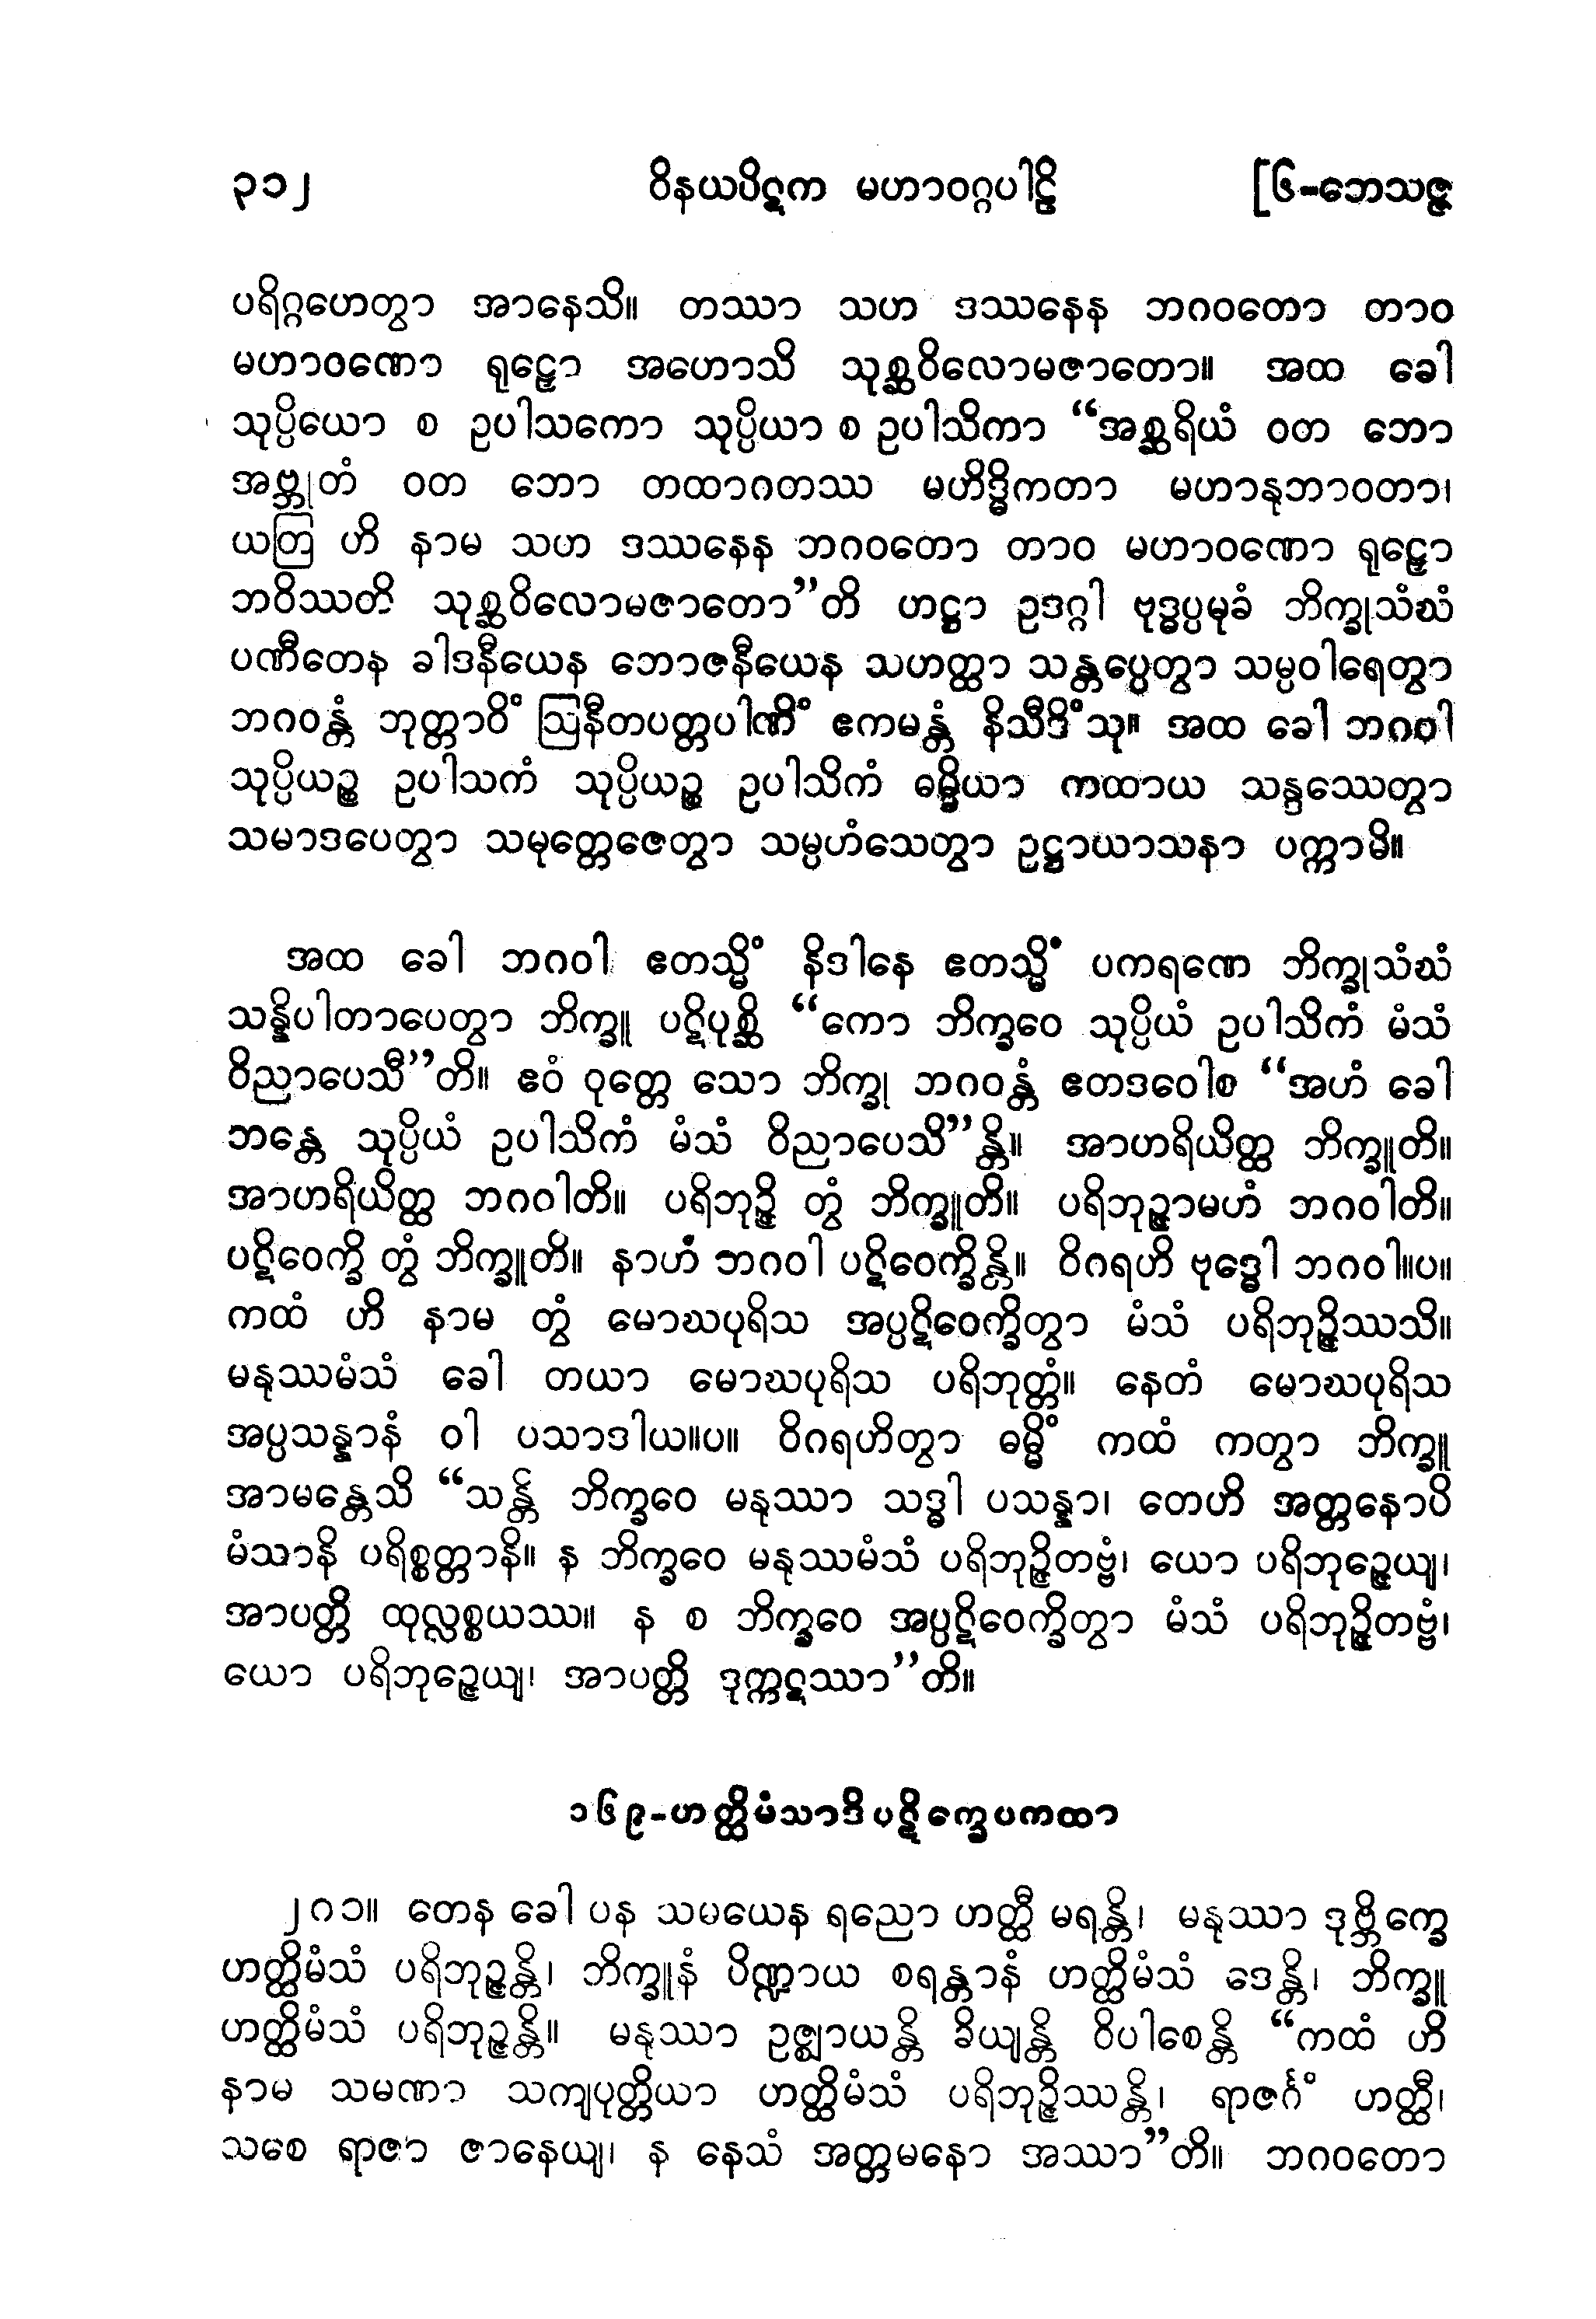 ၃၁၂ ဝိနယပိဋက မဟာဝဂ္ဂပါဠိ [၆-ဘေသဇ္ဇ
ပရိဂ္ဂဟေတွာ အာနေသိ။ တဿာ သဟ ဒဿနေန ဘဂဝတော တာဝ
မဟာဝဏော ရုဠှော အဟောသိ သုစ္ဆဝိလောမဇာတော။ အထ ခေါ
သုပ္ပိယော စ ဥပါသကော သုပ္ပိယာ စ ဥပါသိကာ “အစ္ဆရိယံ ဝတ ဘော
အဗ္ဘုတံ ဝတ ဘော တထာဂတဿ မဟိဒ္ဓိကတာ မဟာနုဘာဝတာ၊
ယတြ ဟိ နာမ သဟ ဒဿနေန ဘဂဝတော တာဝ မဟာဝဏော ရုဠှော
ဘဝိဿတိ သုစ္ဆဝိလောမဇာတော”တိ ဟဋ္ဌာ ဥဒဂ္ဂါ ဗုဒ္ဓပ္ပမုခံ ဘိက္ခုသံဃံ
ပဏီတေန ခါဒနီယေန ဘောဇနီယေန သဟတ္ထာ သန္တပ္ပေတွာ သမ္ပဝါရေတွာ
ဘဂဝန္တံ ဘုတ္တာဝိံ ဩနီတပတ္တပါဏိံ ဧကမန္တံ နိသီဒိံသု။ အထ ခေါ ဘဂဝါ
သုပ္ပိယဉ္စ ဥပါသကံ သုပ္ပိယဉ္စ ဥပါသိကံ ဓမ္မိယာ ကထာယ သန္ဒဿေတွာ
သမာဒပေတွာ သမုတ္တေဇေတွာ သမ္ပဟံသေတွာ ဥဋ္ဌာယာသနာ ပက္ကာမိ။
အထ ခေါ ဘဂဝါ ဧတသ္မိံ နိဒါနေ ဧတသ္မိံ ပကရဏေ ဘိက္ခုသံဃံ
သန္နိပါတာပေတွာ ဘိက္ခူ ပဋိပုစ္ဆိ “ကော ဘိက္ခဝေ သုပ္ပိယံ ဥပါသိကံ မံသံ
ဝိညာပေသီ”တိ။ ဧဝံ ဝုတ္တေ သော ဘိက္ခု ဘဂဝန္တံ ဧတဒဝေါစ “အဟံ ခေါ
ဘန္တေ သုပ္ပိယံ ဥပါသိကံ မံသံ ဝိညာပေသိ”န္တိ။ အာဟရိယိတ္ထ ဘိက္ခူတိ။
အာဟရိယိတ္ထ ဘဂဝါတိ။ ပရိဘုဉ္ဇိ တွံ ဘိက္ခူတိ။ ပရိဘုဉ္ဇာမဟံ ဘဂဝါတိ။
ပဋိဝေက္ခိ တွံ ဘိက္ခူတိ။ နာဟံ ဘဂဝါ ပဋိဝေက္ခိန္တိ။ ဝိဂရဟိ ဗုဒ္ဓေါ ဘဂဝါ။ပ။
ကထံ ဟိ နာမ တွံ မောဃပုရိသ အပ္ပဋိဝေက္ခိတွာ မံသံ ပရိဘုဉ္ဇိဿသိ။
မနုဿမံသံ ခေါ တယာ မောဃပုရိသ ပရိဘုတ္တံ။ နေတံ မောဃပုရိသ
အပ္ပသန္နာနံ ဝါ ပသာဒါယ။ပ။ ဝိဂရဟိတွာ ဓမ္မိံ ကထံ ကတွာ ဘိက္ခူ
အာမန္တေသိ “သန္တိ ဘိက္ခဝေ မနုဿာ သဒ္ဓါ ပသန္နာ၊ တေဟိ အတ္တနောပိ
မံသာနိ ပရိစ္စတ္တာနိ။ န ဘိက္ခဝေ မနုဿမံသံ ပရိဘုဉ္ဇိတဗ္ဗံ၊ ယော ပရိဘုဉ္ဇေယျ၊
အာပတ္တိ ထုလ္လစ္စယဿ။ န စ ဘိက္ခဝေ အပ္ပဋိဝေက္ခိတွာ မံသံ ပရိဘုဉ္ဇိတဗ္ဗံ၊
ယော ပရိဘုဉ္ဇေယျ၊ အာပတ္တိ ဒုက္ကဋဿာ”တိ။
၁၆၉-ဟတ္ထိမံသာဒိပဋိက္ခေပကထာ
၂၈၁။ တေန ခေါ ပန သမယေန ရညော ဟတ္ထီ မရန္တိ၊ မနုဿာ ဒုဗ္ဘိက္ခေ
ဟတ္ထိမံသံ ပရိဘုဉ္ဇန္တိ၊ ဘိက္ခူနံ ပိဏ္ဍာယ စရန္တာနံ ဟတ္ထိမံသံ ဒေန္တိ၊ ဘိက္ခူ
ဟတ္ထိမံသံ ပရိဘုဉ္ဇန္တိ။ မနုဿာ ဥဇ္ဈာယန္တိ ခိယျန္တိ ဝိပါစေန္တိ “ကထံ ဟိ
နာမ သမဏာ သကျပုတ္တိယာ ဟတ္ထိမံသံ ပရိဘုဉ္ဇိဿန္တိ၊ ရာဇင်္ဂံ ဟတ္ထီ၊
သစေ ရာဇာ ဇာနေယျ၊ န နေသံ အတ္တမနော အဿာ”တိ။ ဘဂဝတော